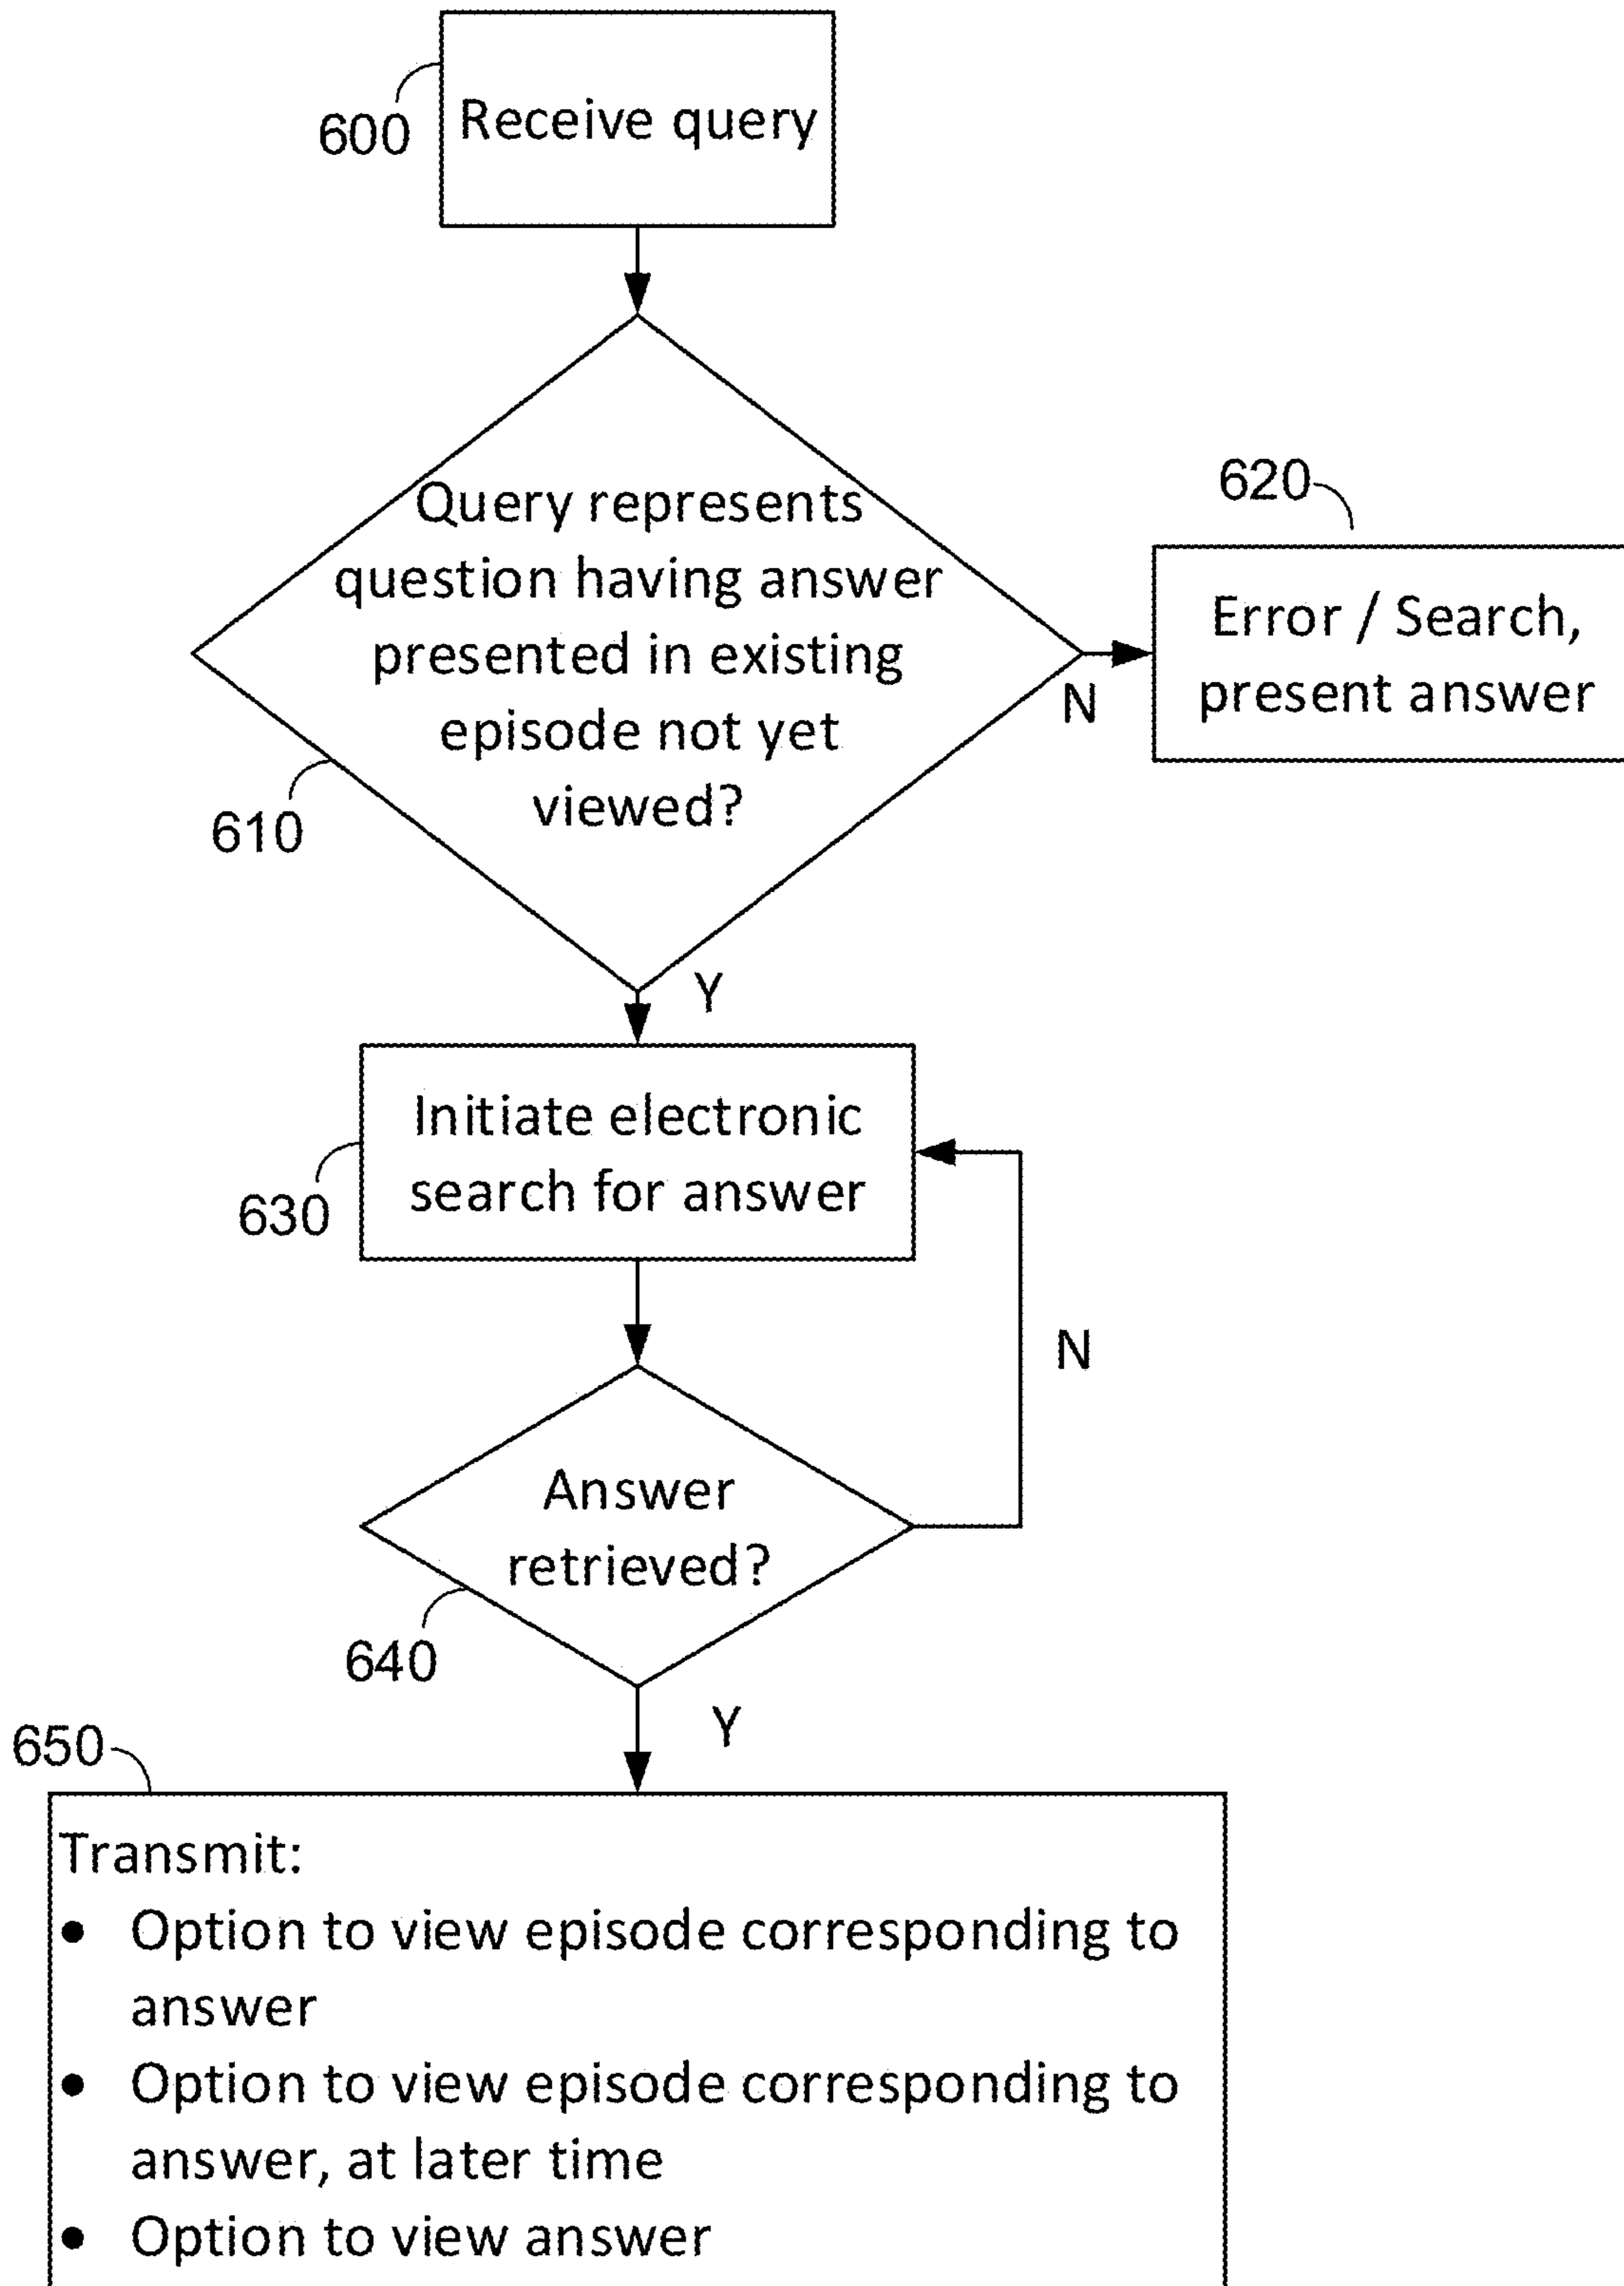 600
Receive query
Query represents
question having answer
presented in existing
episode not yet
viewed?
610
N
620
Error / Search,
present answer
Y
Initiate electronic
search for answer
630
N
Answer
retrieved?
640
Y
650
Transmit:
• Option to view episode corresponding to
answer
• Option to view episode corresponding to
answer, at later time
• Option to view answer